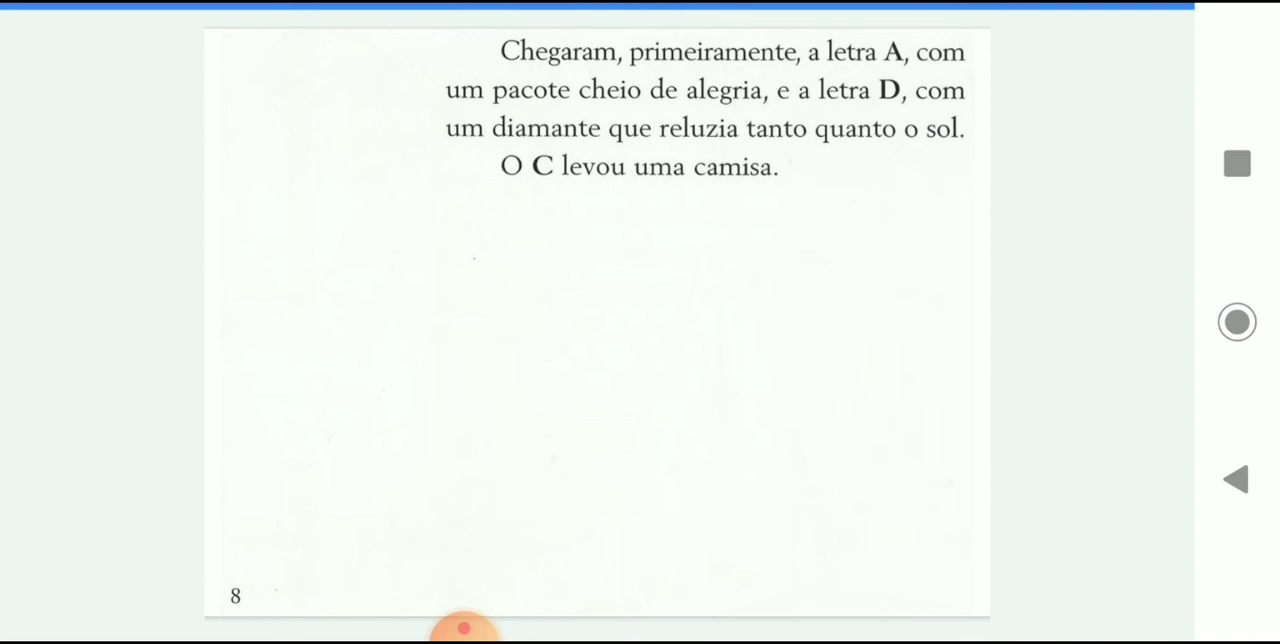 Chegaram, primeiramente, a letra A, com
um pacote cheio de alegria, e a letra D, com
um diamante que reluzia tanto quanto o sol.
O C levou uma camisa.
8